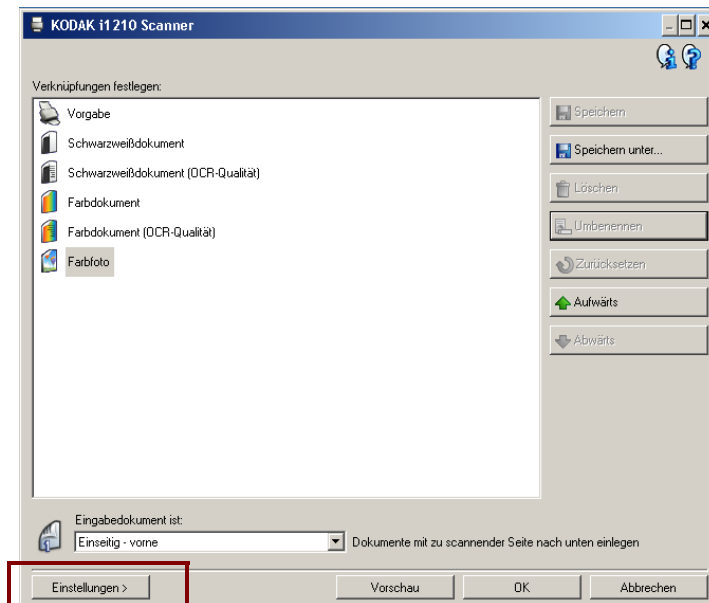 KODAK i1210 Scanner
Verknüpfungen festlegen:
Vorgabe
Speichern
Schwarzweißdokument
Speichern unter...
Schwarzweißdokument (OCR-Qualität)
Löschen
Farbdokument
Umbenennen
Farbdokument (OCR-Qualität)
Farbfoto
Zurücksetzen
Aufwärts
Abwärts
Eingabedokument ist:
Einseitig - vorne
Dokumente mit zu scannender Seite nach unten einlegen
Einstellungen >
Vorschau
OK
Abbrechen